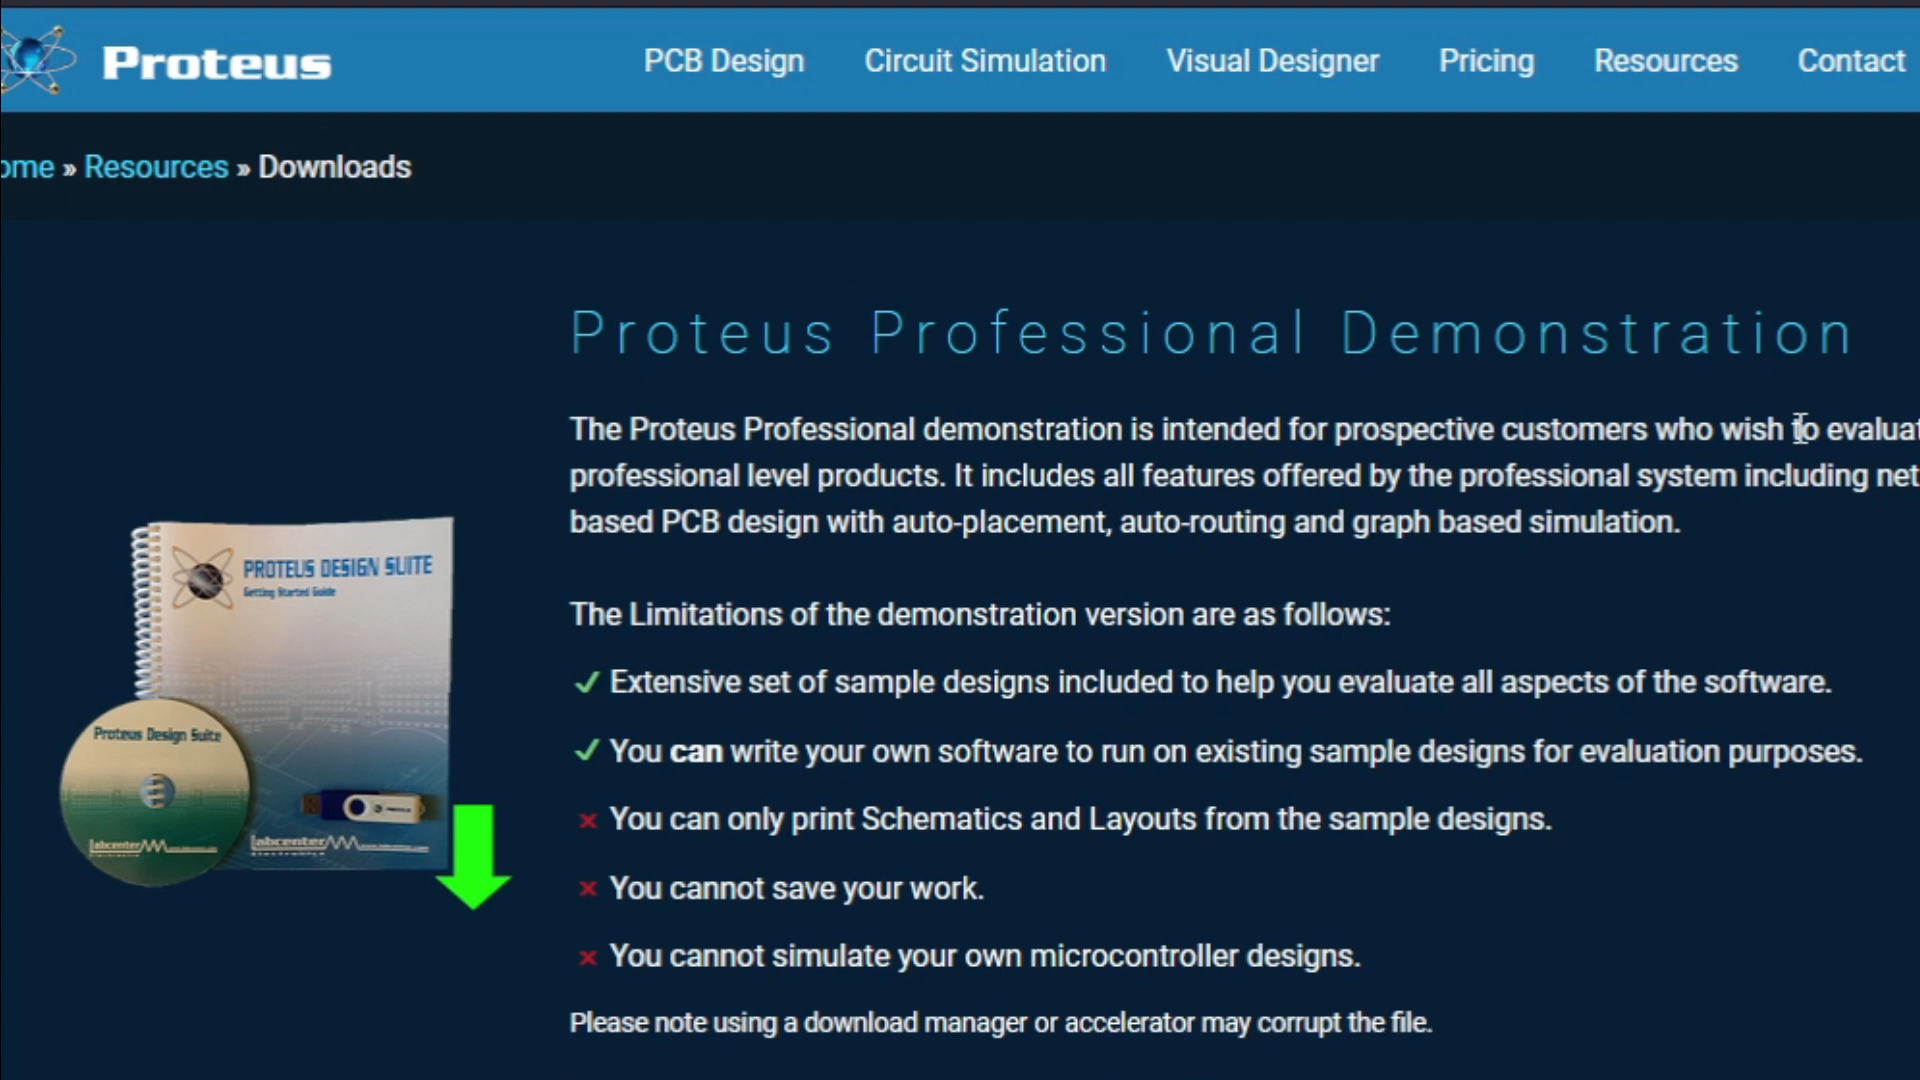 Proteus
PCB Design
Circuit Simulation
Visual Designer
Pricing
Resources
Contact
ome » Resources » Downloads
Proteus Professional Demonstration
The Proteus Professional demonstration is intended for prospective customers who wish to evaluat
professional level products. It includes all features offered by the professional system including net
based PCB design with auto-placement, auto-routing and graph based simulation.
The Limitations of the demonstration version are as follows:
Extensive set of sample designs included to help you evaluate all aspects of the software.
You can write your own software to run on existing sample designs for evaluation purposes.
You can only print Schematics and Layouts from the sample designs.
You cannot save your work.
You cannot simulate your own microcontroller designs.
Please note using a download manager or accelerator may corrupt the file.
PROTEUS DESIGN SUITE
Getting Started Guide
Proteus Design Suite
labcenter
labcenter